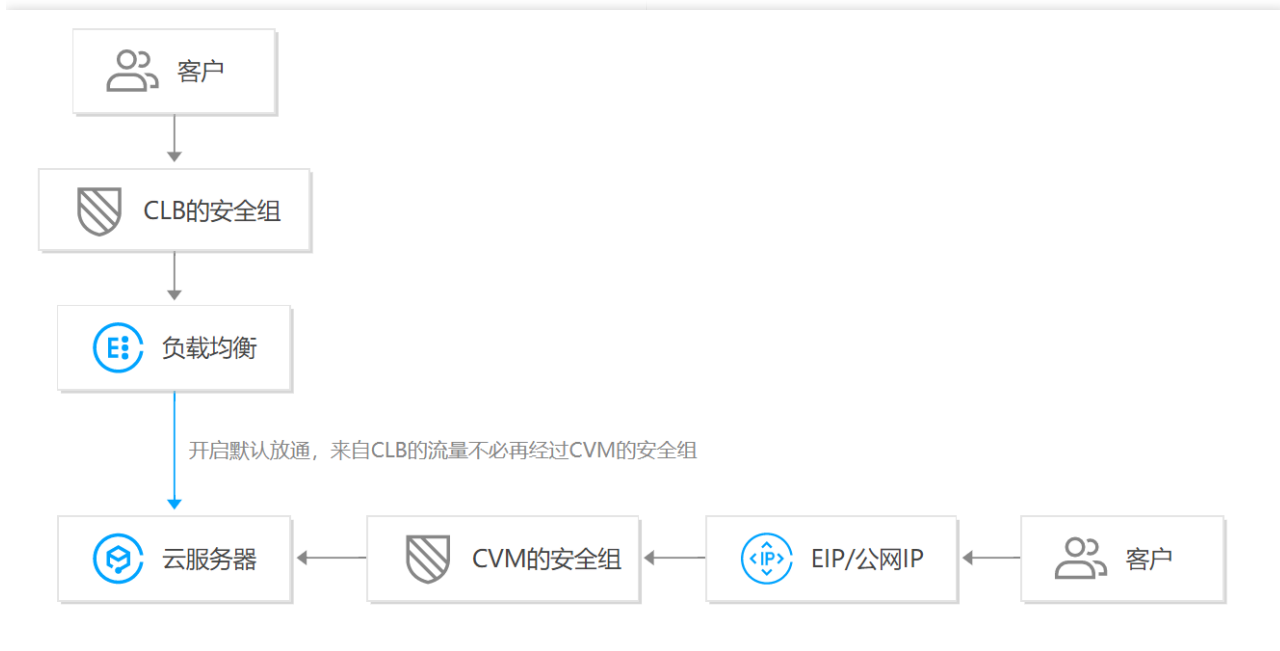 客户
CLB的安全组
负载均衡
开启默认放通，来自CLB的流量不必再经过CVM的安全组
云服务器
CVM的安全组
IP
EIP/公网IP
客户